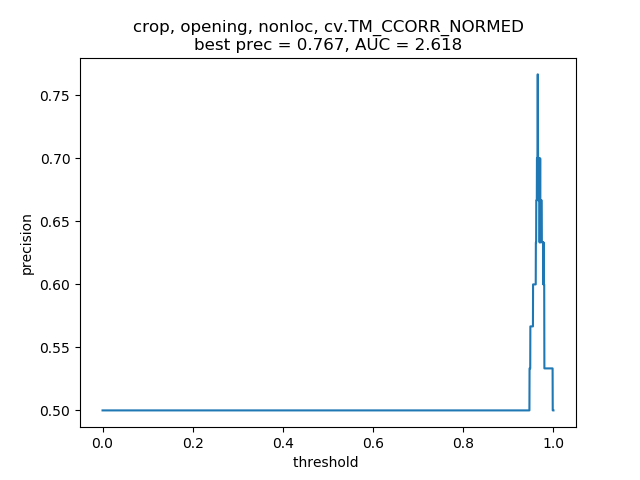 crop, opening, nonloc, cv.TM_CCORR_NORMED
best prec = 0.767, AUC = 2.618
0.75
0.70
0.65
0.60
0.55
0.50
precision
0.0 0.2 0.4 0.6 0.8 1.0
threshold